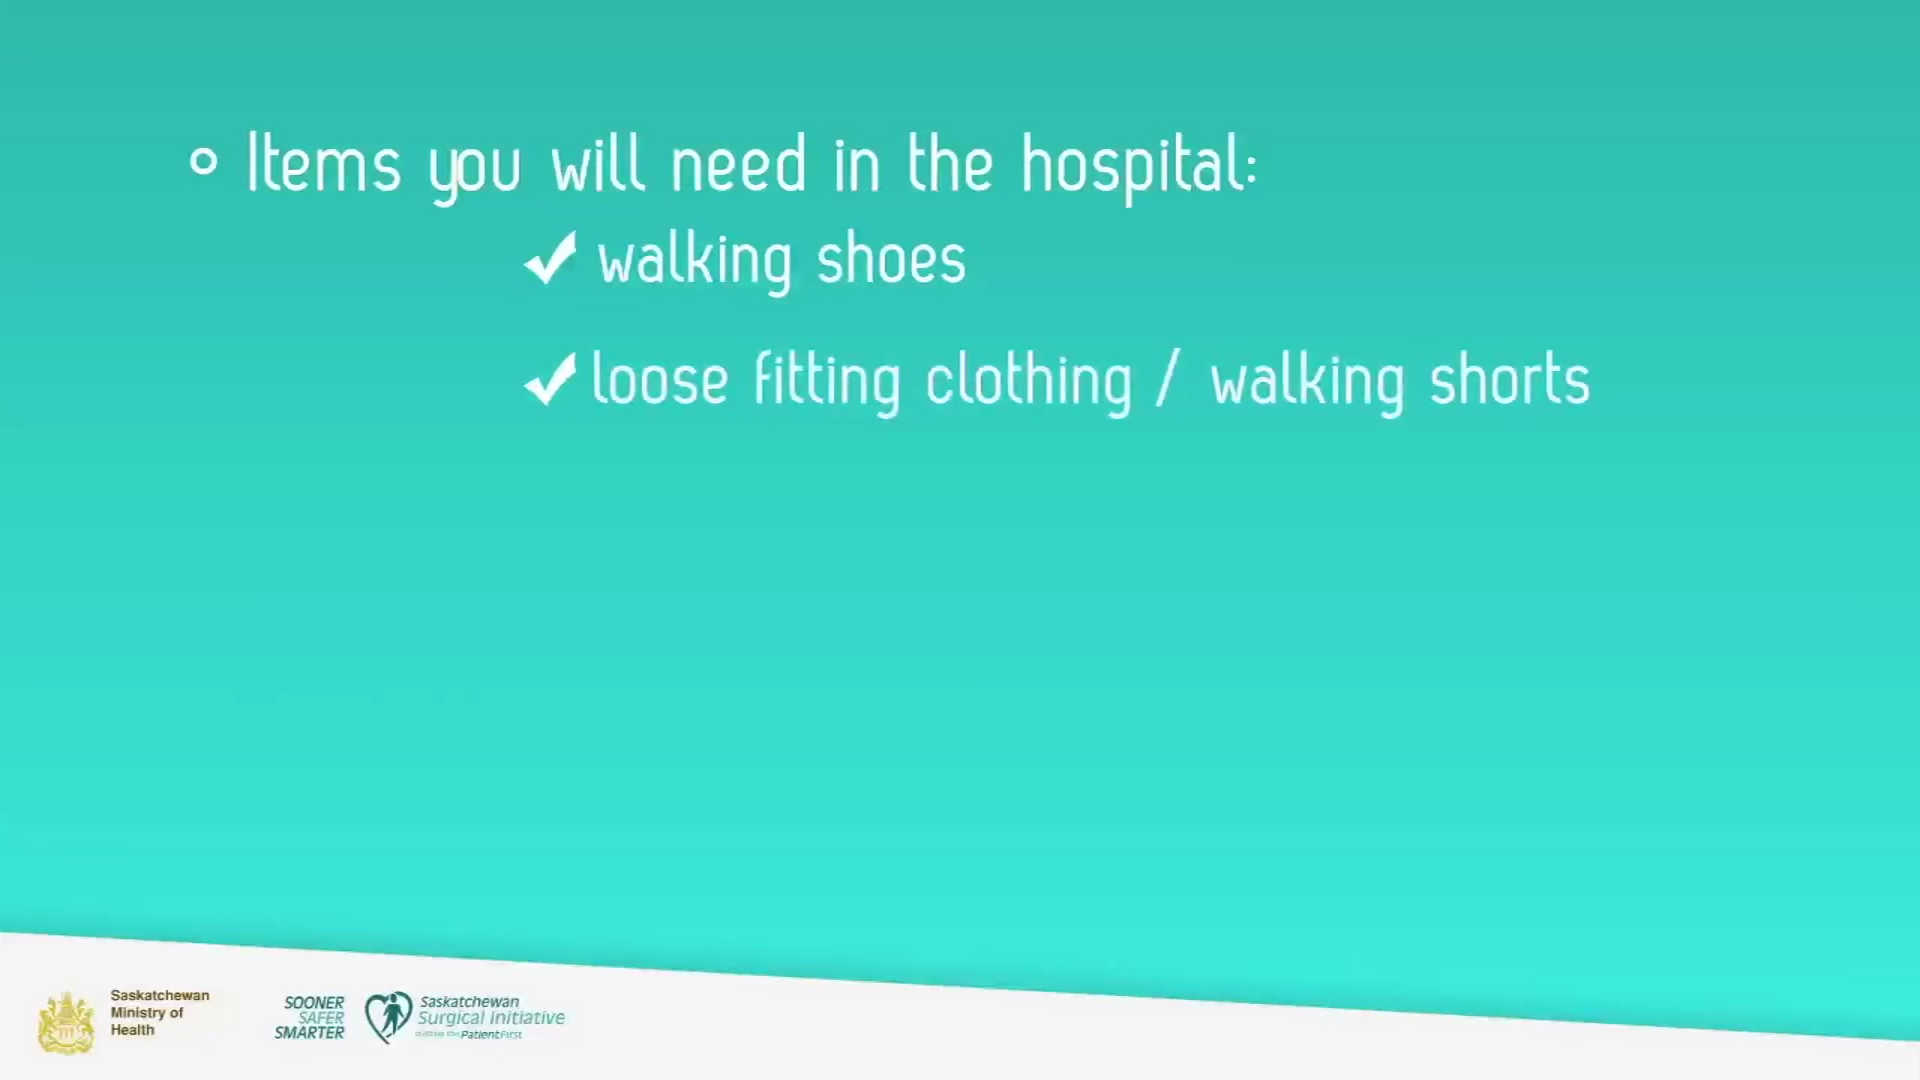 Items you will need in the hospital:
walking shoes
loose fitting clothing / walking shorts
Saskatchewan
Ministry of
Health
SOONER
SAFER
SMARTER
Saskatchewan
Surgical Initiative
Putting the Patient First